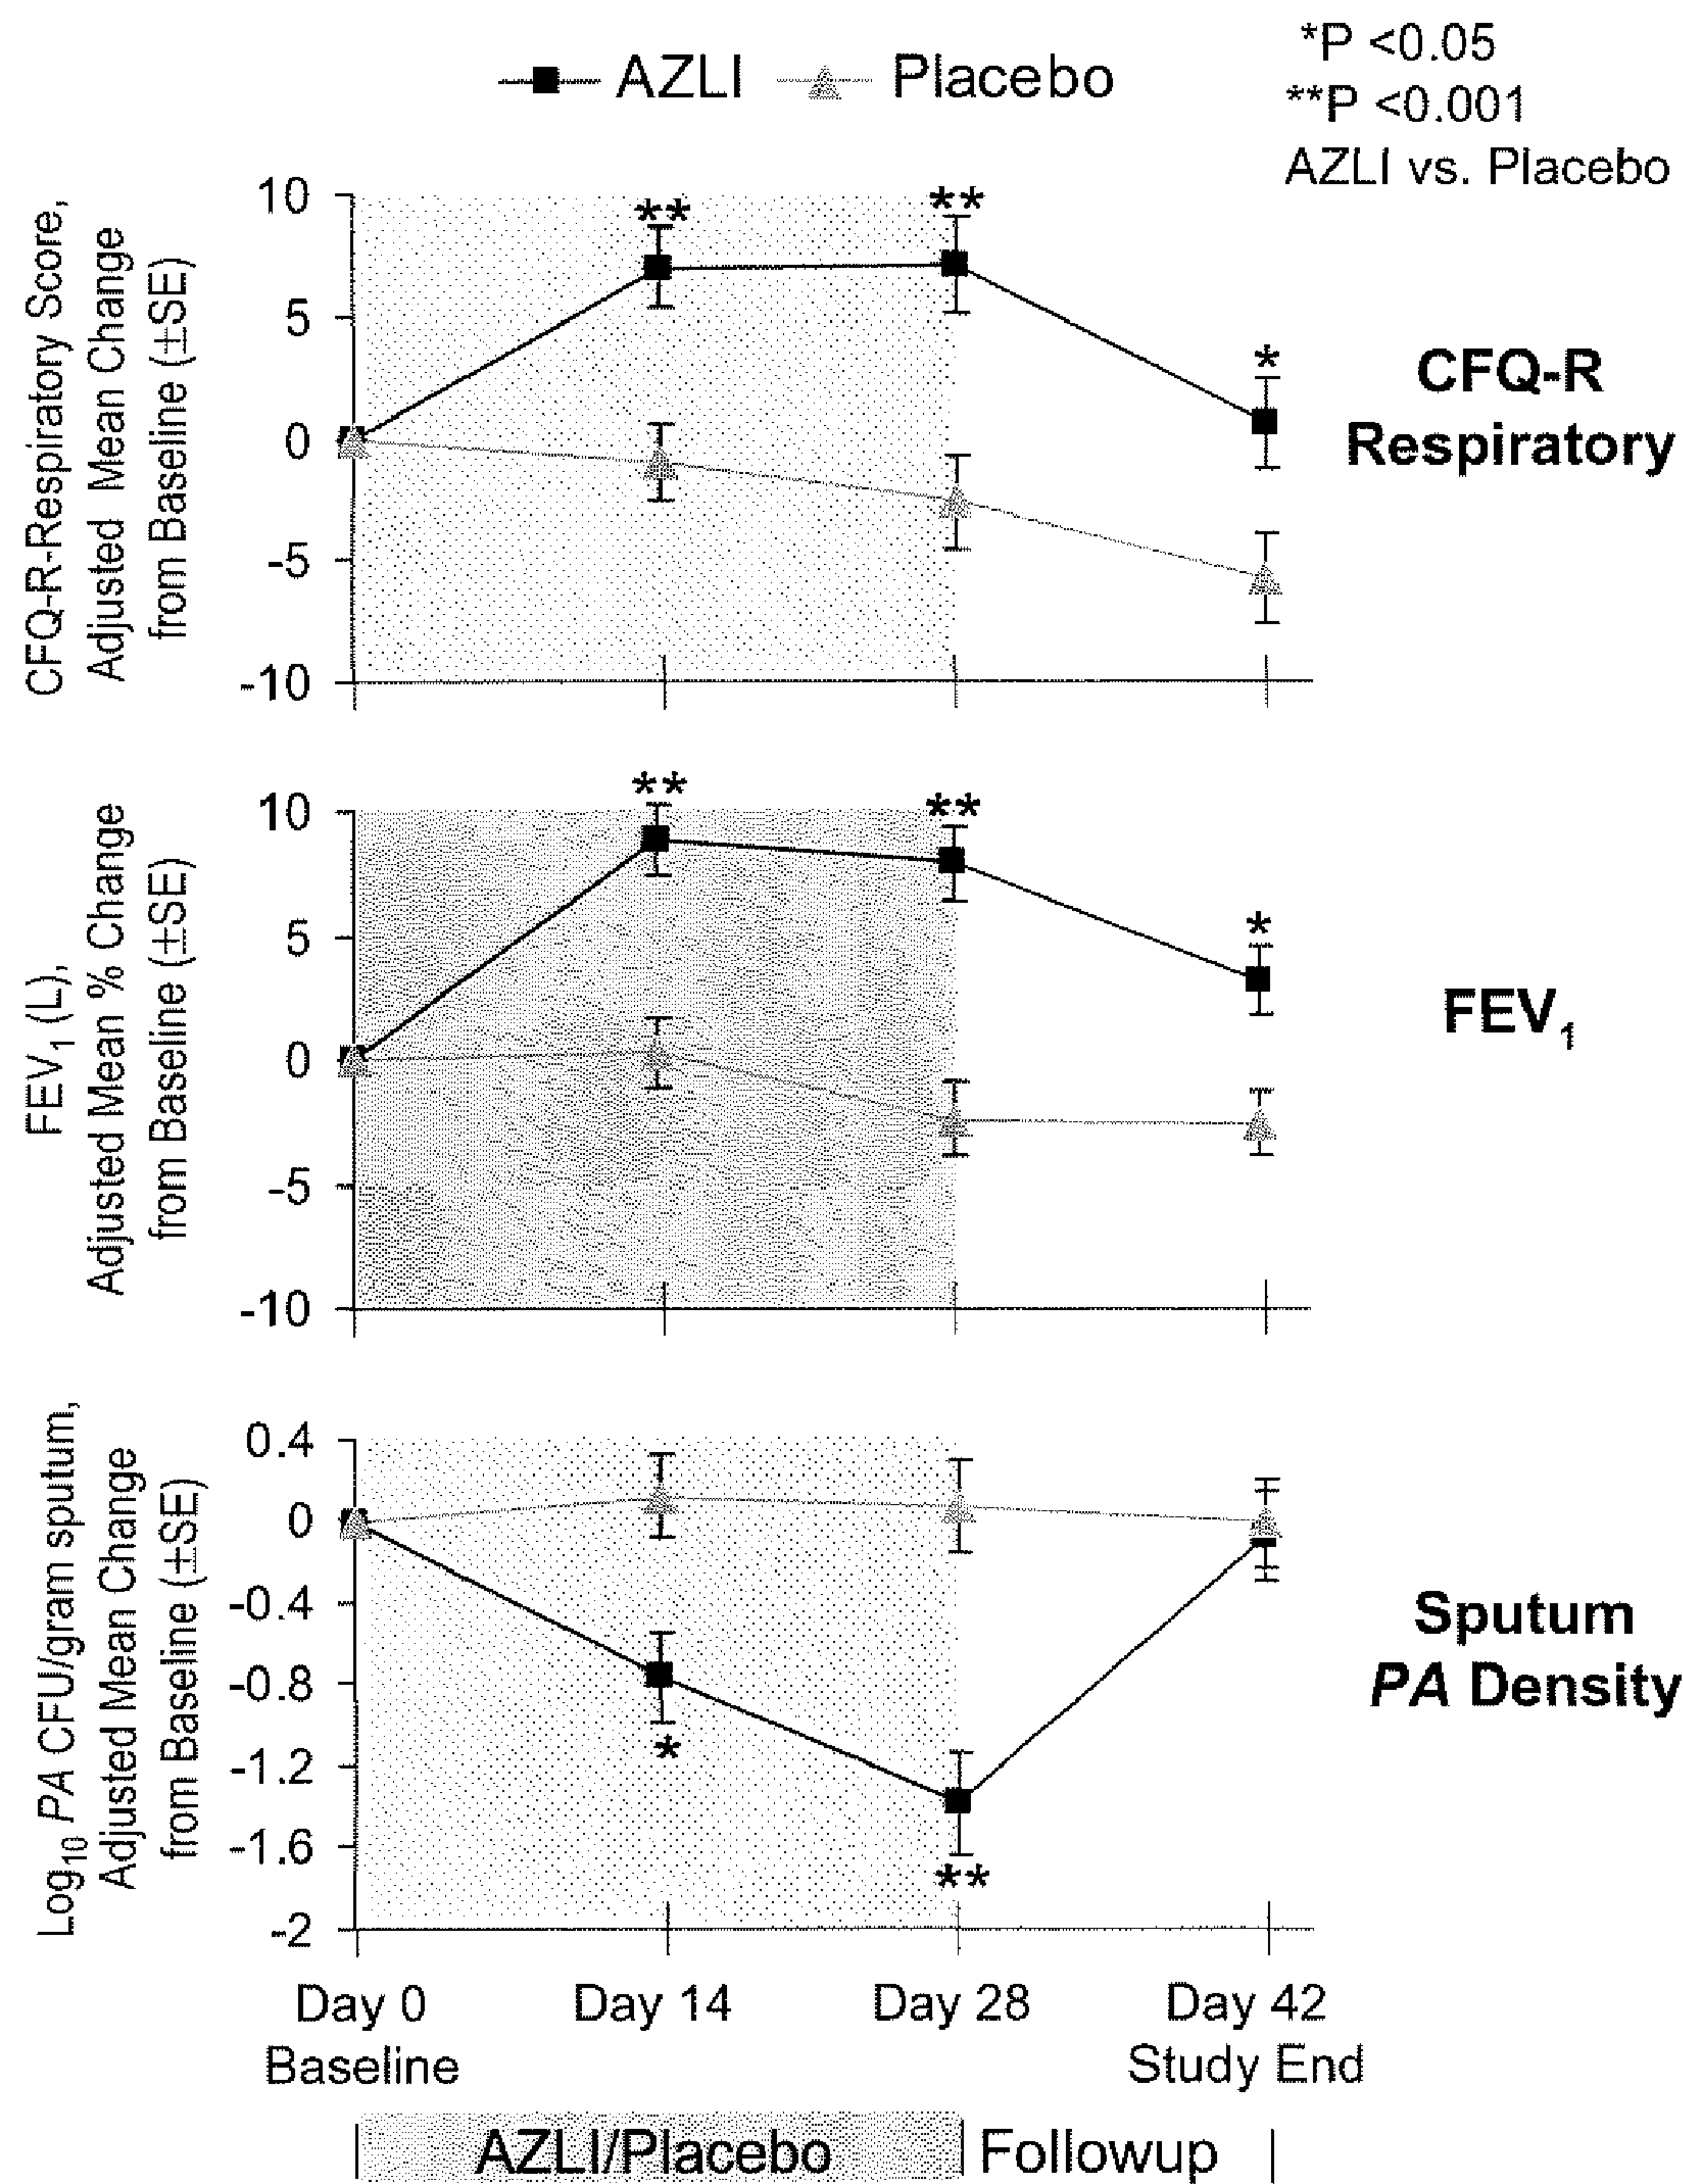 AZLI Placebo
*P <0.05
**P <0.001
AZLI vs. Placebo
CFQ-R-Respiratory Score,
Adjusted Mean Change
from Baseline (±SE)
10
5
0
-5
-10
**
**
*
CFQ-R
Respiratory
FEV1 (L),
Adjusted Mean % Change
from Baseline (±SE)
10
5
0
-5
-10
**
**
*
FEV1
Log10 PA CFU/gram sputum,
Adjusted Mean Change
from Baseline (±SE)
0.4
0
-0.4
-0.8
-1.2
-1.6
-2
*
**
Sputum
PA Density
Day 0 Day 14 Day 28 Day 42
Baseline Study End
AZLI/Placebo Followup